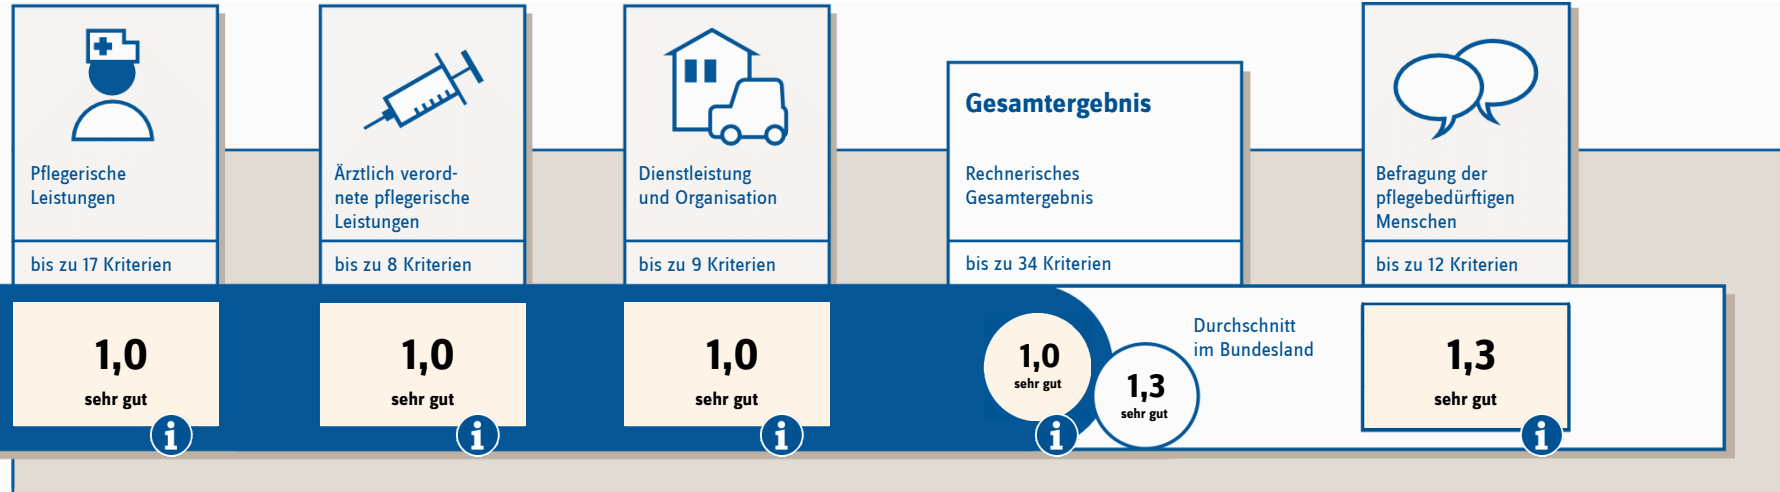 Pflegerische
Leistungen
bis zu 17 Kriterien
1,0
sehr gut
i
Ärztlich verord-
nete pflegerische
Leistungen
bis zu 8 Kriterien
1,0
sehr gut
i
Dienstleistung
und Organisation
bis zu 9 Kriterien
1,0
sehr gut
i
Gesamtergebnis
Rechnerisches
Gesamtergebnis
bis zu 34 Kriterien
1,0
sehr gut
i
1,3
sehr gut
Durchschnitt
im Bundesland
Befragung der
pflegebedürftigen
Menschen
bis zu 12 Kriterien
1,3
sehr gut
i